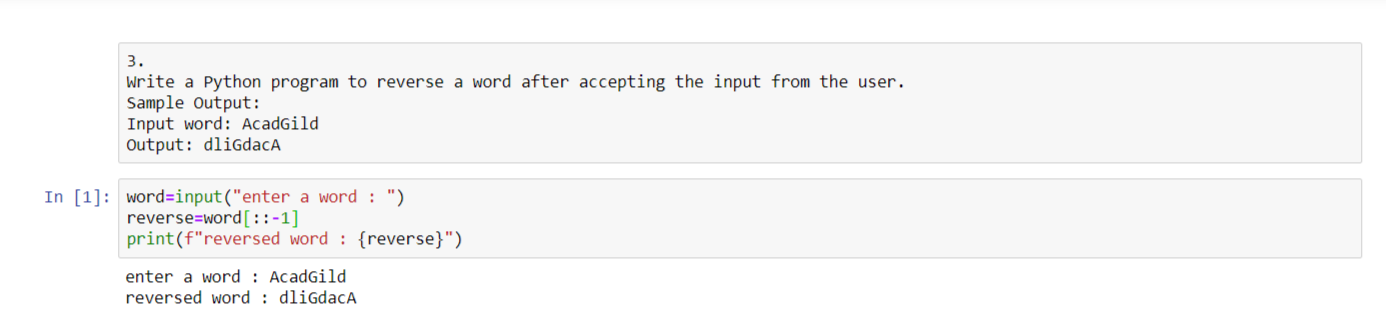 3.
Write a Python program to reverse a word after accepting the input from the user.
Sample Output:
Input word: AcadGild
Output: dliGdacA
In [1]: word=input("enter a word : ")
reverse=word[::-1]
print(f"reversed word : {reverse}")
enter a word : AcadGild
reversed word : dliGdacA